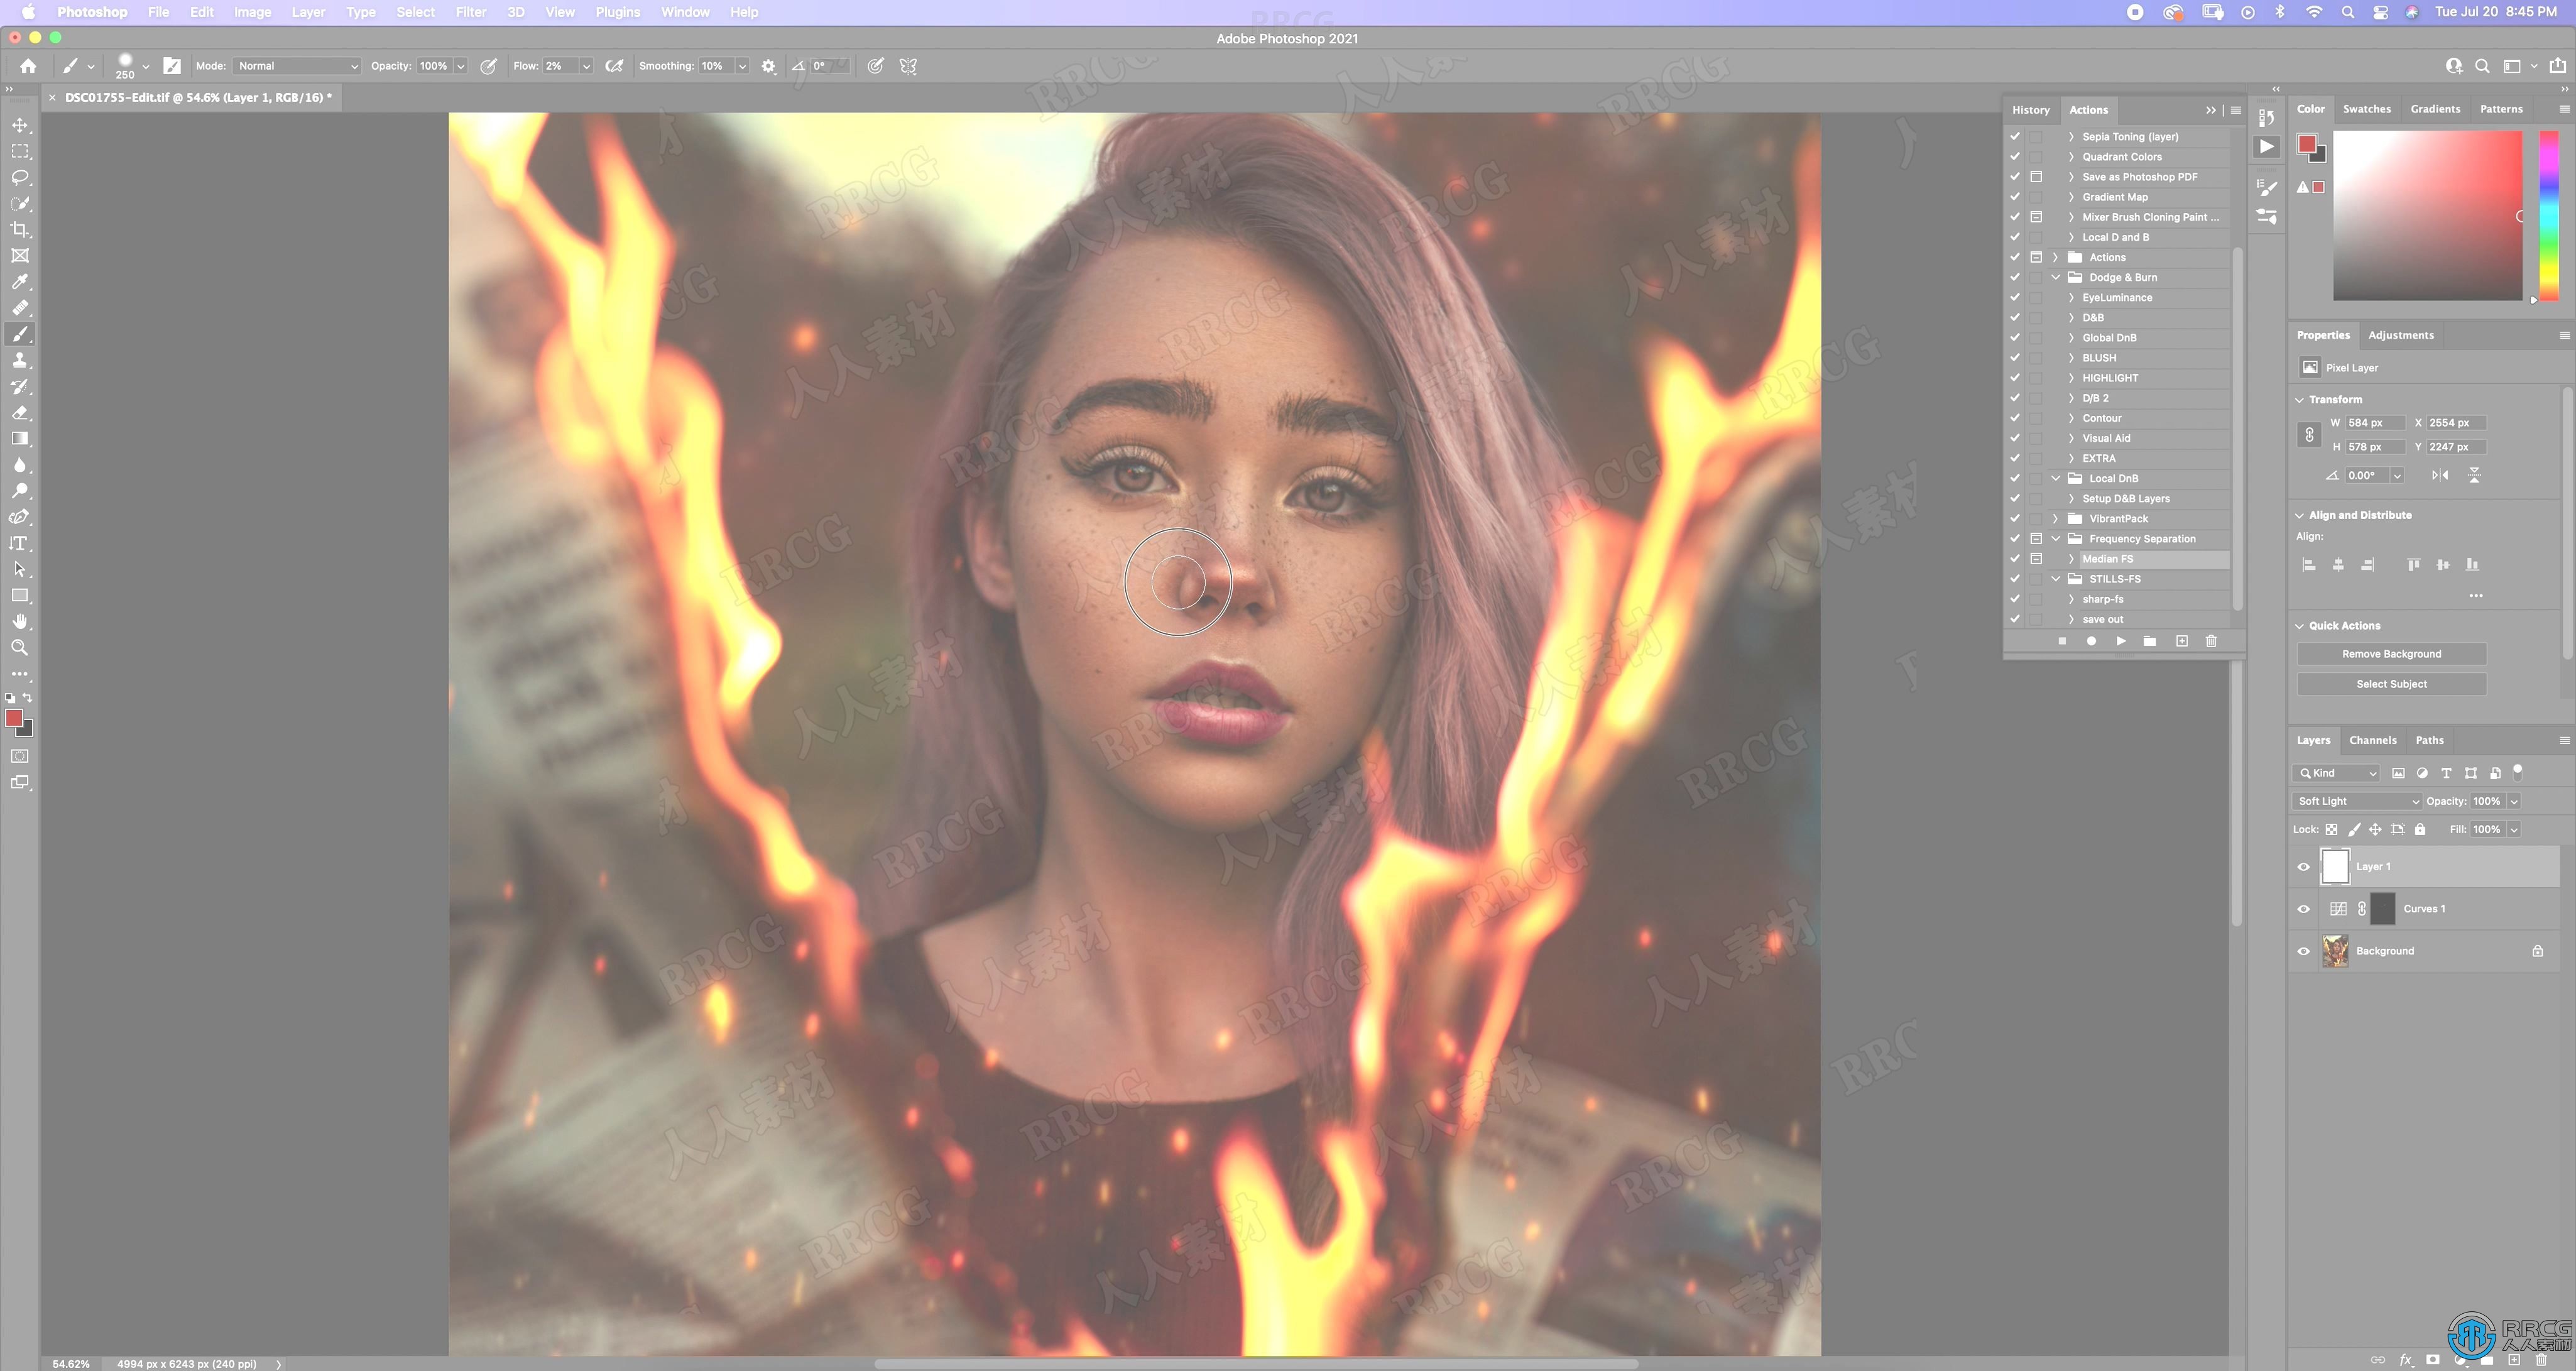 Photoshop File Edit Image Layer Type Select Filter 3D View Plugins Window Help Tue Jul 20 8:45 PM
Adobe Photoshop 2021
250 Mode: Normal Opacity: 100% Flow: 2% Smoothing: 10% 0°
DSC01755-Edit.tif @ 54.6% (Layer 1, RGB/16) *
History Actions
Sepia Toning (layer)
Quadrant Colors
Save as Photoshop PDF
Gradient Map
Mixer Brush Cloning Paint ...
Local D and B
Actions
Dodge & Burn
EyeLuminance
D&B
Global DnB
BLUSH
HIGHLIGHT
D/B 2
Contour
Visual Aid
EXTRA
Local DnB
Setup D&B Layers
VibrantPack
Frequency Separation
Median FS
STILLS-FS
sharp-fs
save out
Color Swatches Gradients Patterns
Properties Adjustments
Pixel Layer
Transform
W 584 px X 2554 px
H 578 px Y 2247 px
0.00°
Align and Distribute
Align:
Quick Actions
Remove Background
Select Subject
Layers Channels Paths
Kind
Soft Light Opacity: 100%
Lock: Fill: 100%
Layer 1
Curves 1
Background
fx
54.62% 4994 px x 6243 px (240 ppi)
RRCG
人人素材